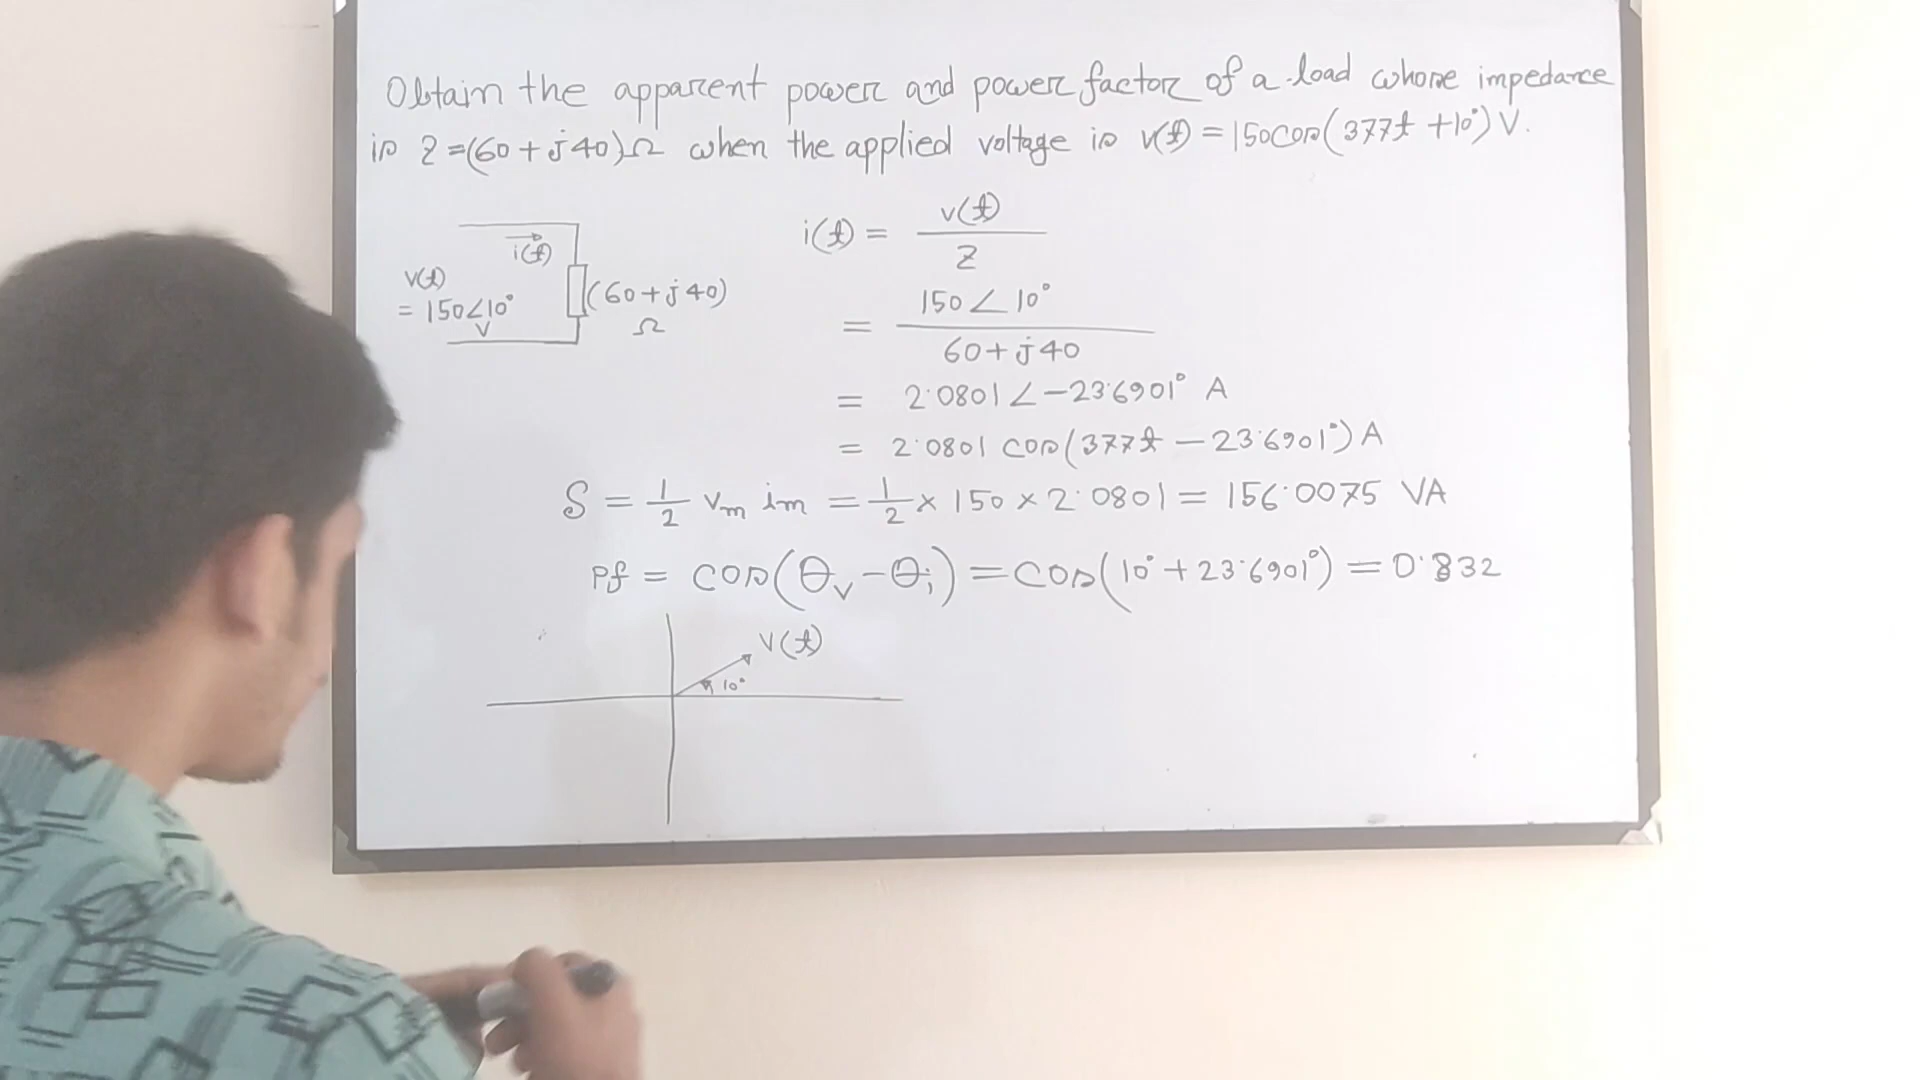 Obtain the apparent power and power factor of a load whose impedance
is Z=(60+j40)Ω when the applied voltage is v(t) = 150cos(377t +10°) V.
i(t)
v(t)
= 150∠10°
V
(60+j40)
Ω
i(t) = v(t)
Z
= 150∠10°
60+j40
= 2.0801∠-23.6901° A
= 2.0801 cos(377t - 23.6901°) A
S = 1/2 vm im = 1/2 × 150 × 2.0801 = 156.0075 VA
Pf = cos(θv-θi) = cos(10°+23.6901°) = 0.832
V(t)
10°